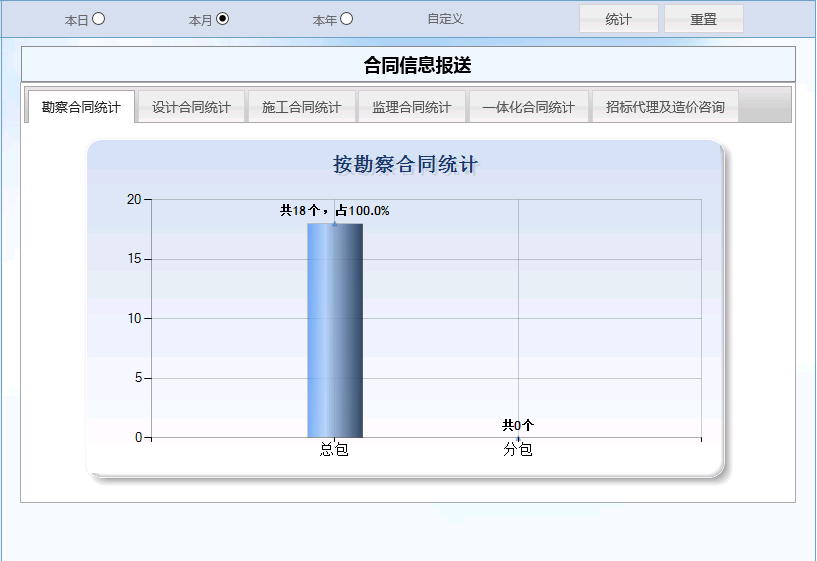 本日 本月 本年 自定义 统计 重置
合同信息报送
勘察合同统计 设计合同统计 施工合同统计 监理合同统计 一体化合同统计 招标代理及造价咨询
按勘察合同统计
20
共18个，占100.0%
15
10
5
共0个
0
总包 分包